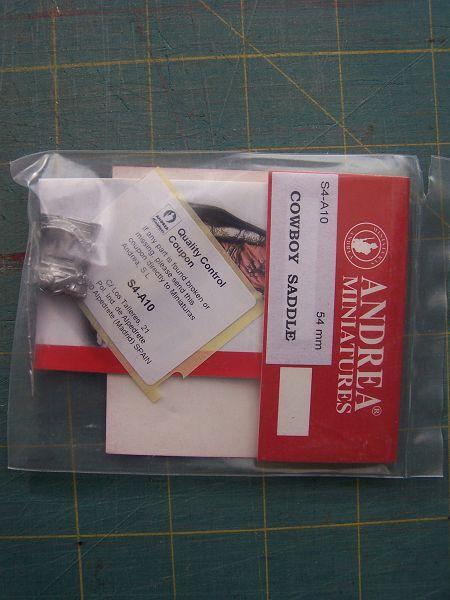 S4-A10
COWBOY SADDLE
54 mm
ANDREA®
MINIATURES
Quality Control
Coupon
If any part is found broken or
missing, please send this
coupon directly to Miniaturas
Andrea, S.L.
S4-A10
C/ Los Talleres, 21
Pol. Ind. de Alpedrete
Alpedrete (Madrid) SPAIN